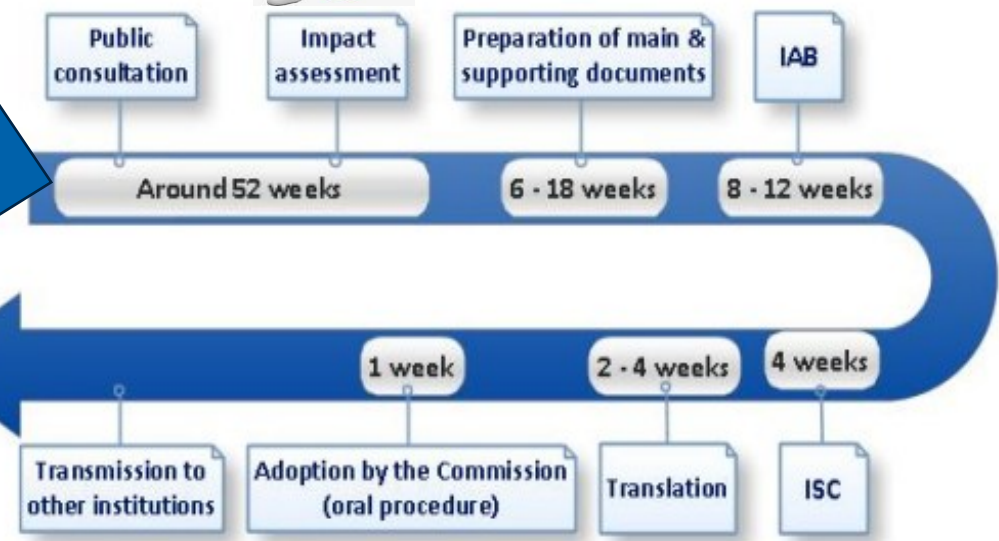 Public
consultation
Impact
assessment
Preparation of main &
supporting documents
IAB
Around 52 weeks
6 - 18 weeks
8 - 12 weeks
1 week
2 - 4 weeks
4 weeks
Transmission to
other institutions
Adoption by the Commission
(oral procedure)
Translation
ISC